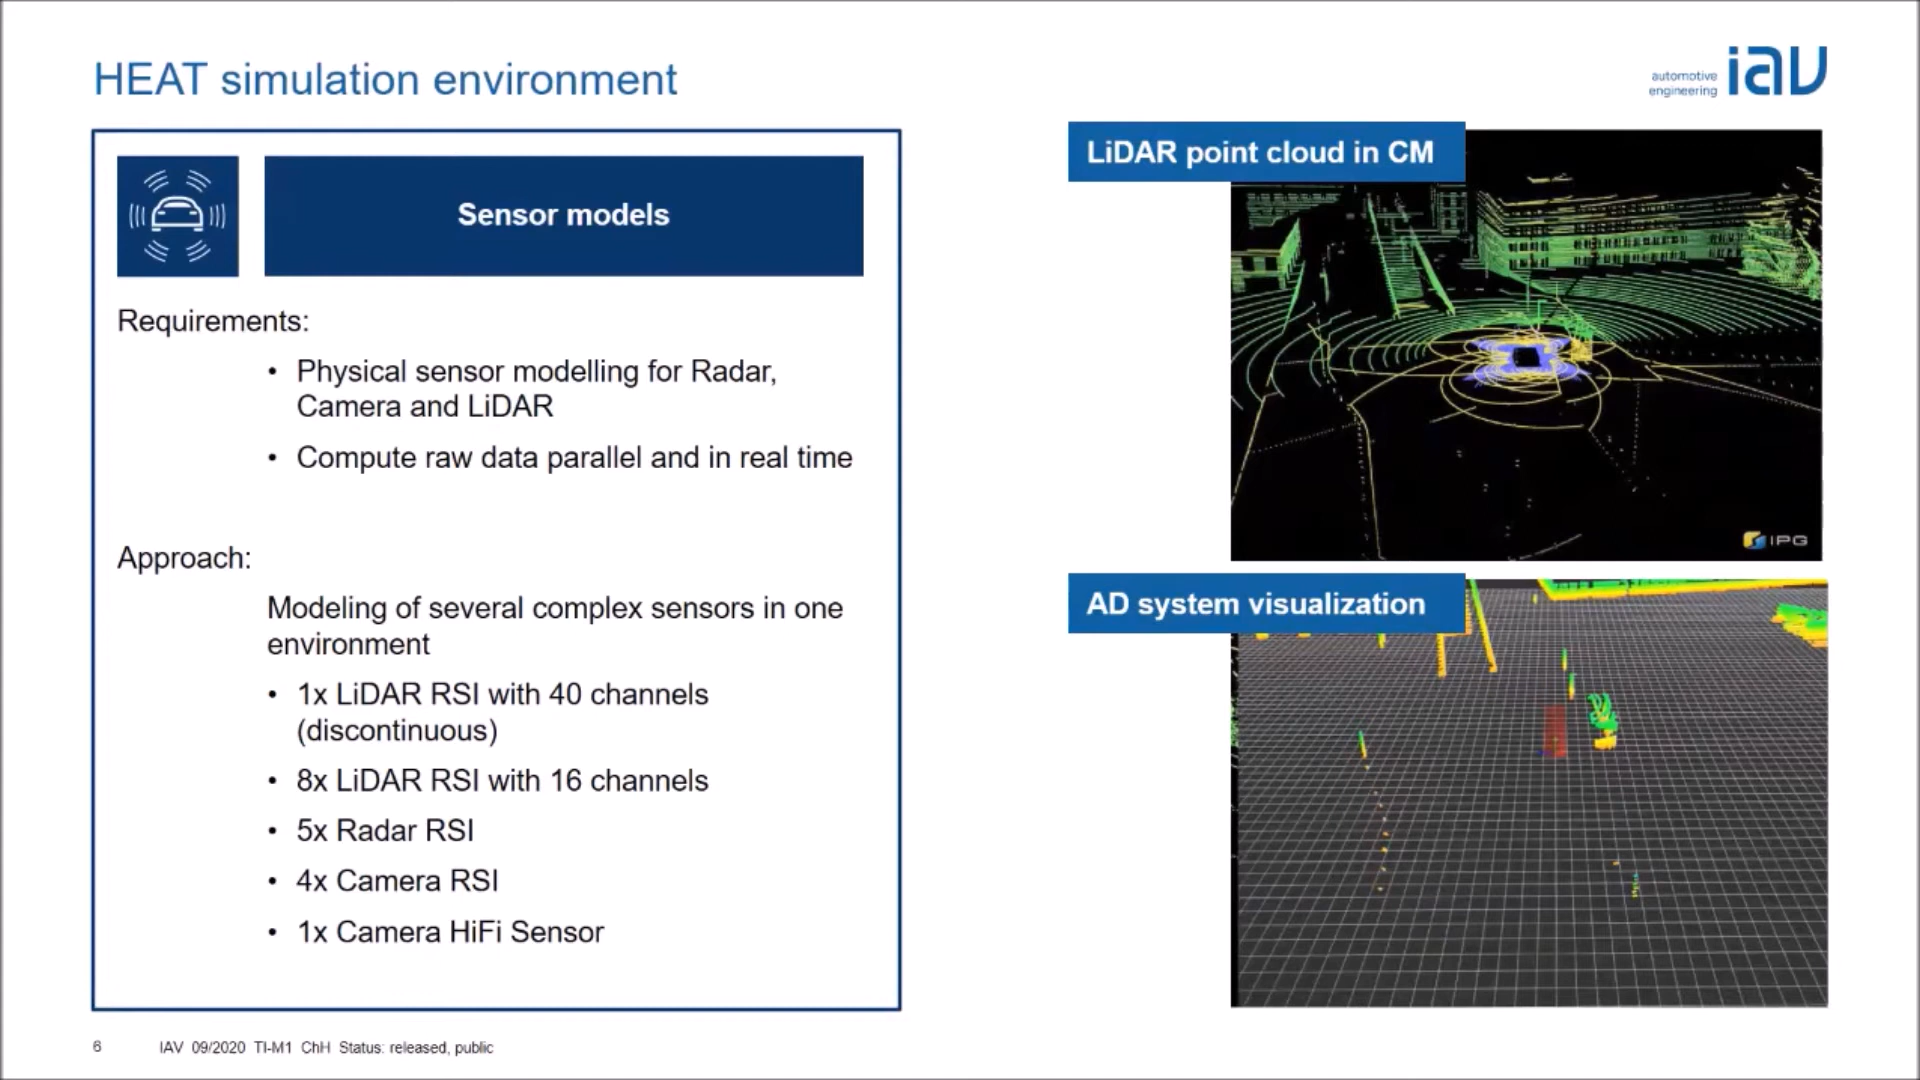 HEAT simulation environment
automotive
engineering
iav
Sensor models
Requirements:
• Physical sensor modelling for Radar,
Camera and LiDAR
• Compute raw data parallel and in real time
Approach:
Modeling of several complex sensors in one
environment
• 1x LiDAR RSI with 40 channels
(discontinuous)
• 8x LiDAR RSI with 16 channels
• 5x Radar RSI
• 4x Camera RSI
• 1x Camera HiFi Sensor
LiDAR point cloud in CM
IPG
AD system visualization
6 IAV 09/2020 TI-M1 ChH Status: released, public